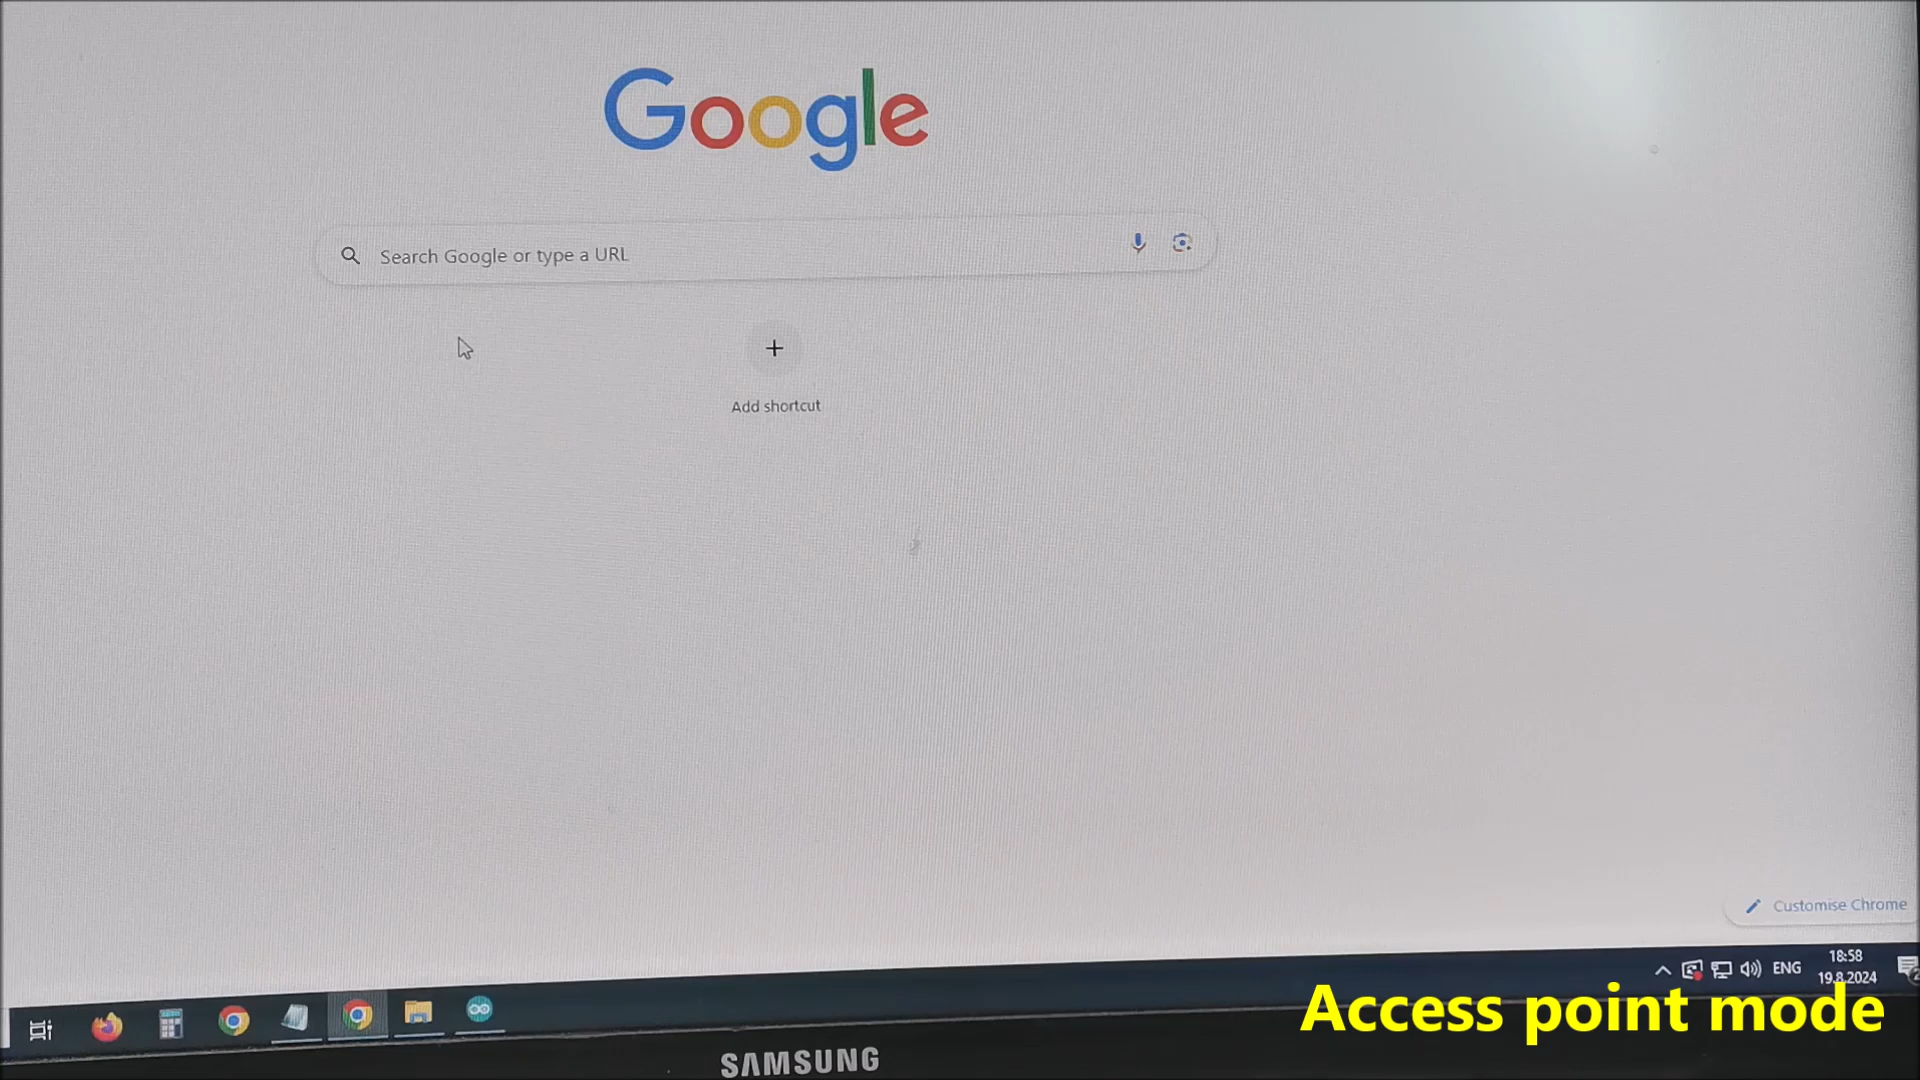 Google
Search Google or type a URL
Add shortcut
Customise Chrome
ENG
18:58
19.8.2024
Access point mode
SAMSUNG